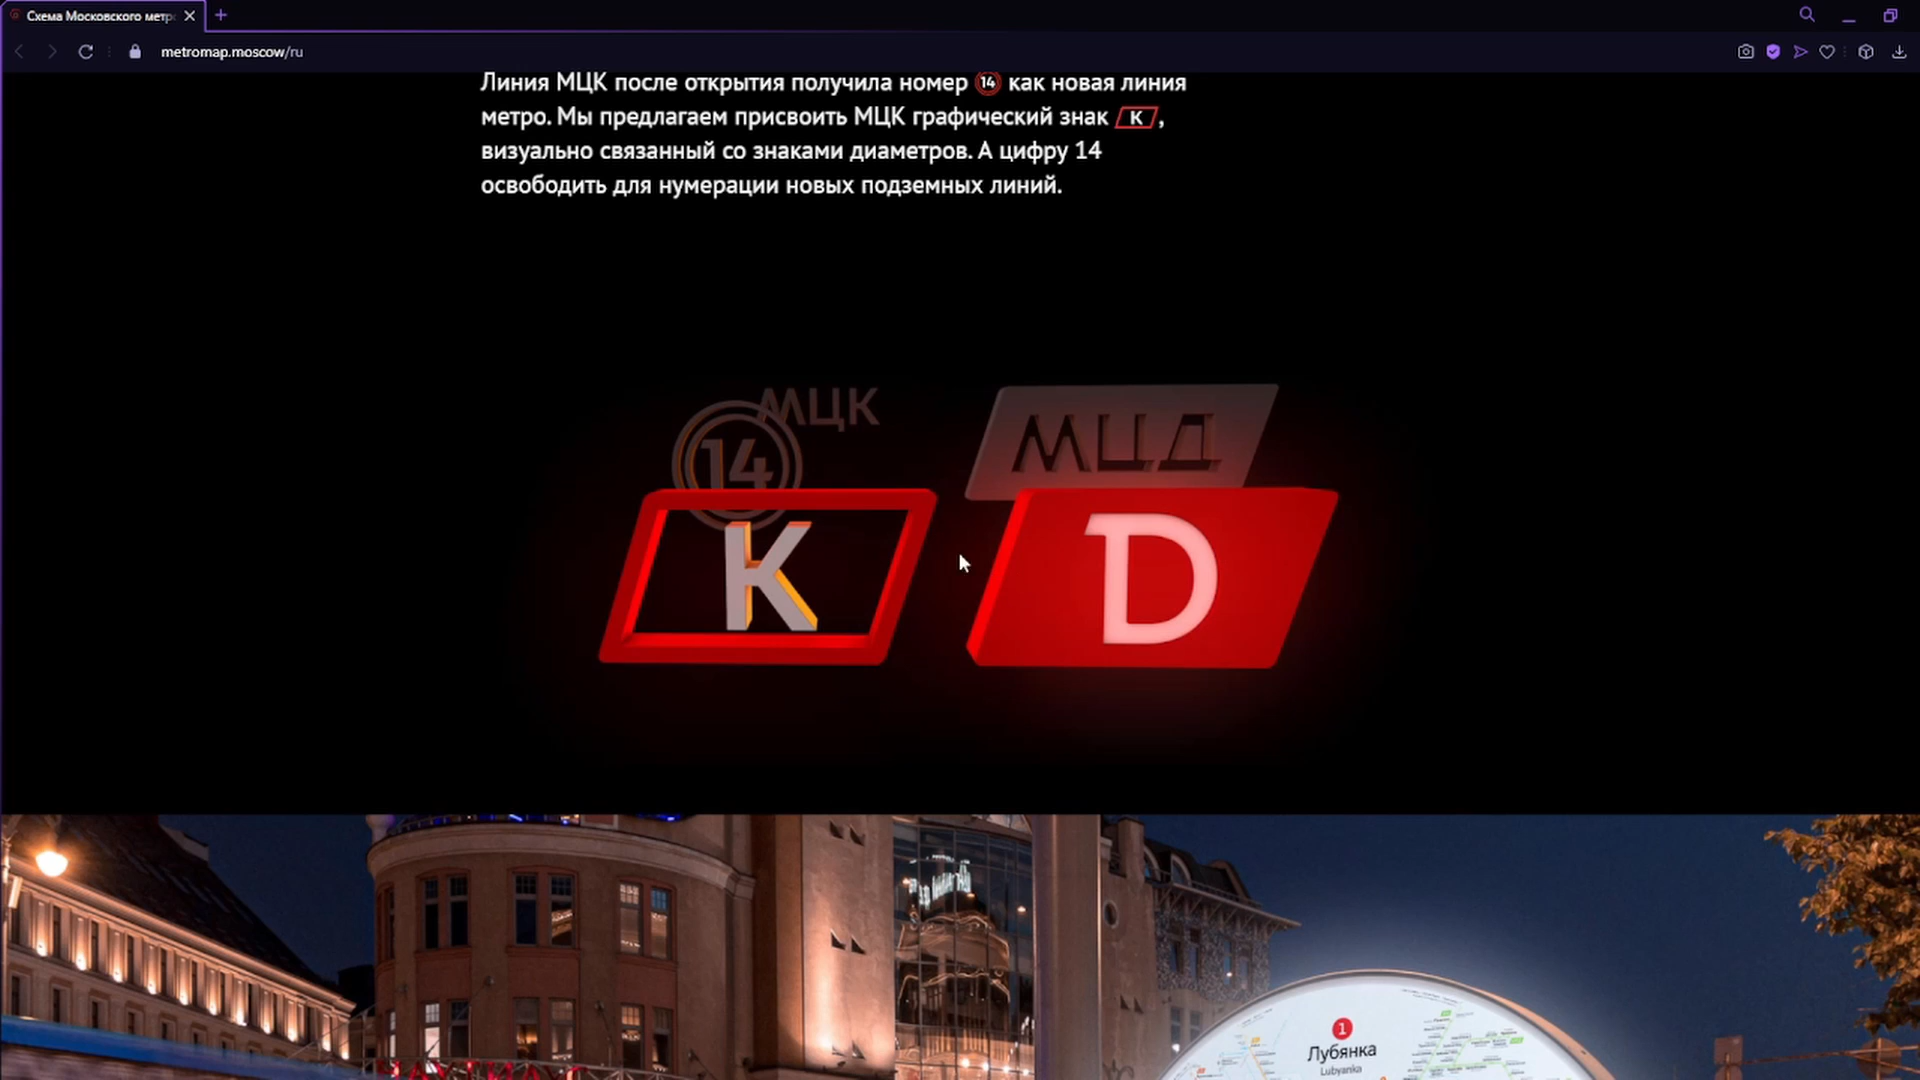 Схема Московского метр
metromap.moscow/ru
Линия МЦК после открытия получила номер 14 как новая линия
метро. Мы предлагаем присвоить МЦК графический знак К,
визуально связанный со знаками диаметров. А цифру 14
освободить для нумерации новых подземных линий.
МЦК
14
МЦД
К
D
1
Лубянка
Lubyanka